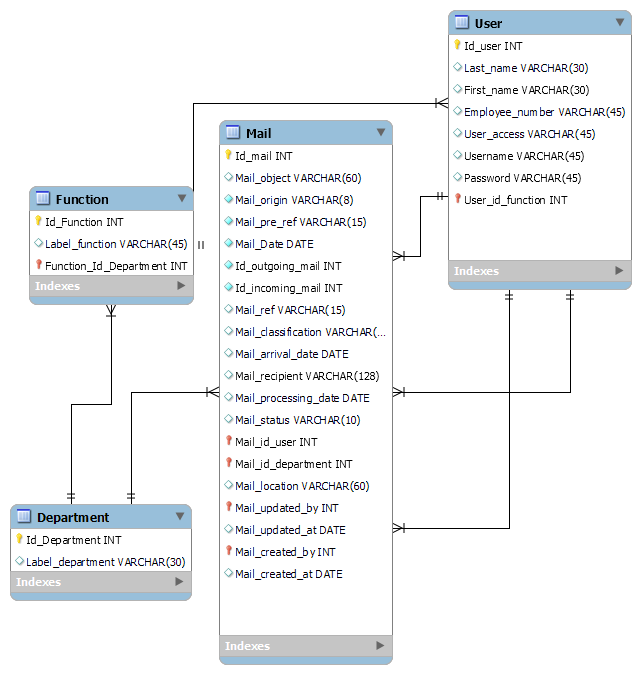 User
Id_user INT
Last_name VARCHAR(30)
First_name VARCHAR(30)
Employee_number VARCHAR(45)
User_access VARCHAR(45)
Username VARCHAR(45)
Password VARCHAR(45)
User_id_function INT
Indexes
Mail
Id_mail INT
Mail_object VARCHAR(60)
Mail_origin VARCHAR(8)
Mail_pre_ref VARCHAR(15)
Mail_Date DATE
Id_outgoing_mail INT
Id_incoming_mail INT
Mail_ref VARCHAR(15)
Mail_classification VARCHAR(...
Mail_arrival_date DATE
Mail_recipient VARCHAR(128)
Mail_processing_date DATE
Mail_status VARCHAR(10)
Mail_id_user INT
Mail_id_department INT
Mail_location VARCHAR(60)
Mail_updated_by INT
Mail_updated_at DATE
Mail_created_by INT
Mail_created_at DATE
Indexes
Function
Id_Function INT
Label_function VARCHAR(45)
Function_Id_Department INT
Indexes
Department
Id_Department INT
Label_department VARCHAR(30)
Indexes